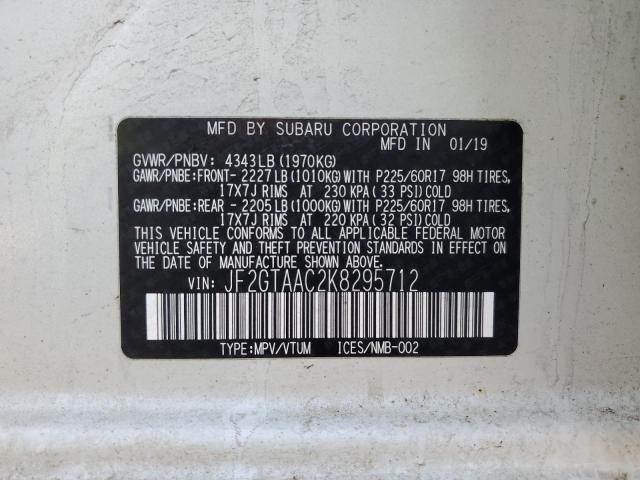 MFD BY SUBARU CORPORATION
MFD IN 01/19
GVWR/PNBV: 4343LB(1970KG)
GAWR/PNBE:FRONT- 2227LB(1010KG)WITH P225/60R17 98H TIRES,
17X7J RIMS AT 230 KPA(33 PSI)COLD
GAWR/PNBE:REAR - 2205LB(1000KG)WITH P225/60R17 98H TIRES,
17X7J RIMS AT 220 KPA(32 PSI)COLD
THIS VEHICLE CONFORMS TO ALL APPLICABLE FEDERAL MOTOR
VEHICLE SAFETY AND THEFT PREVENTION STANDARDS IN EFFECT ON
THE DATE OF MANUFACTURE SHOWN ABOVE.
VIN: JF2GTAAC2K8295712
TYPE:MPV/VTUM ICES/NMB-002